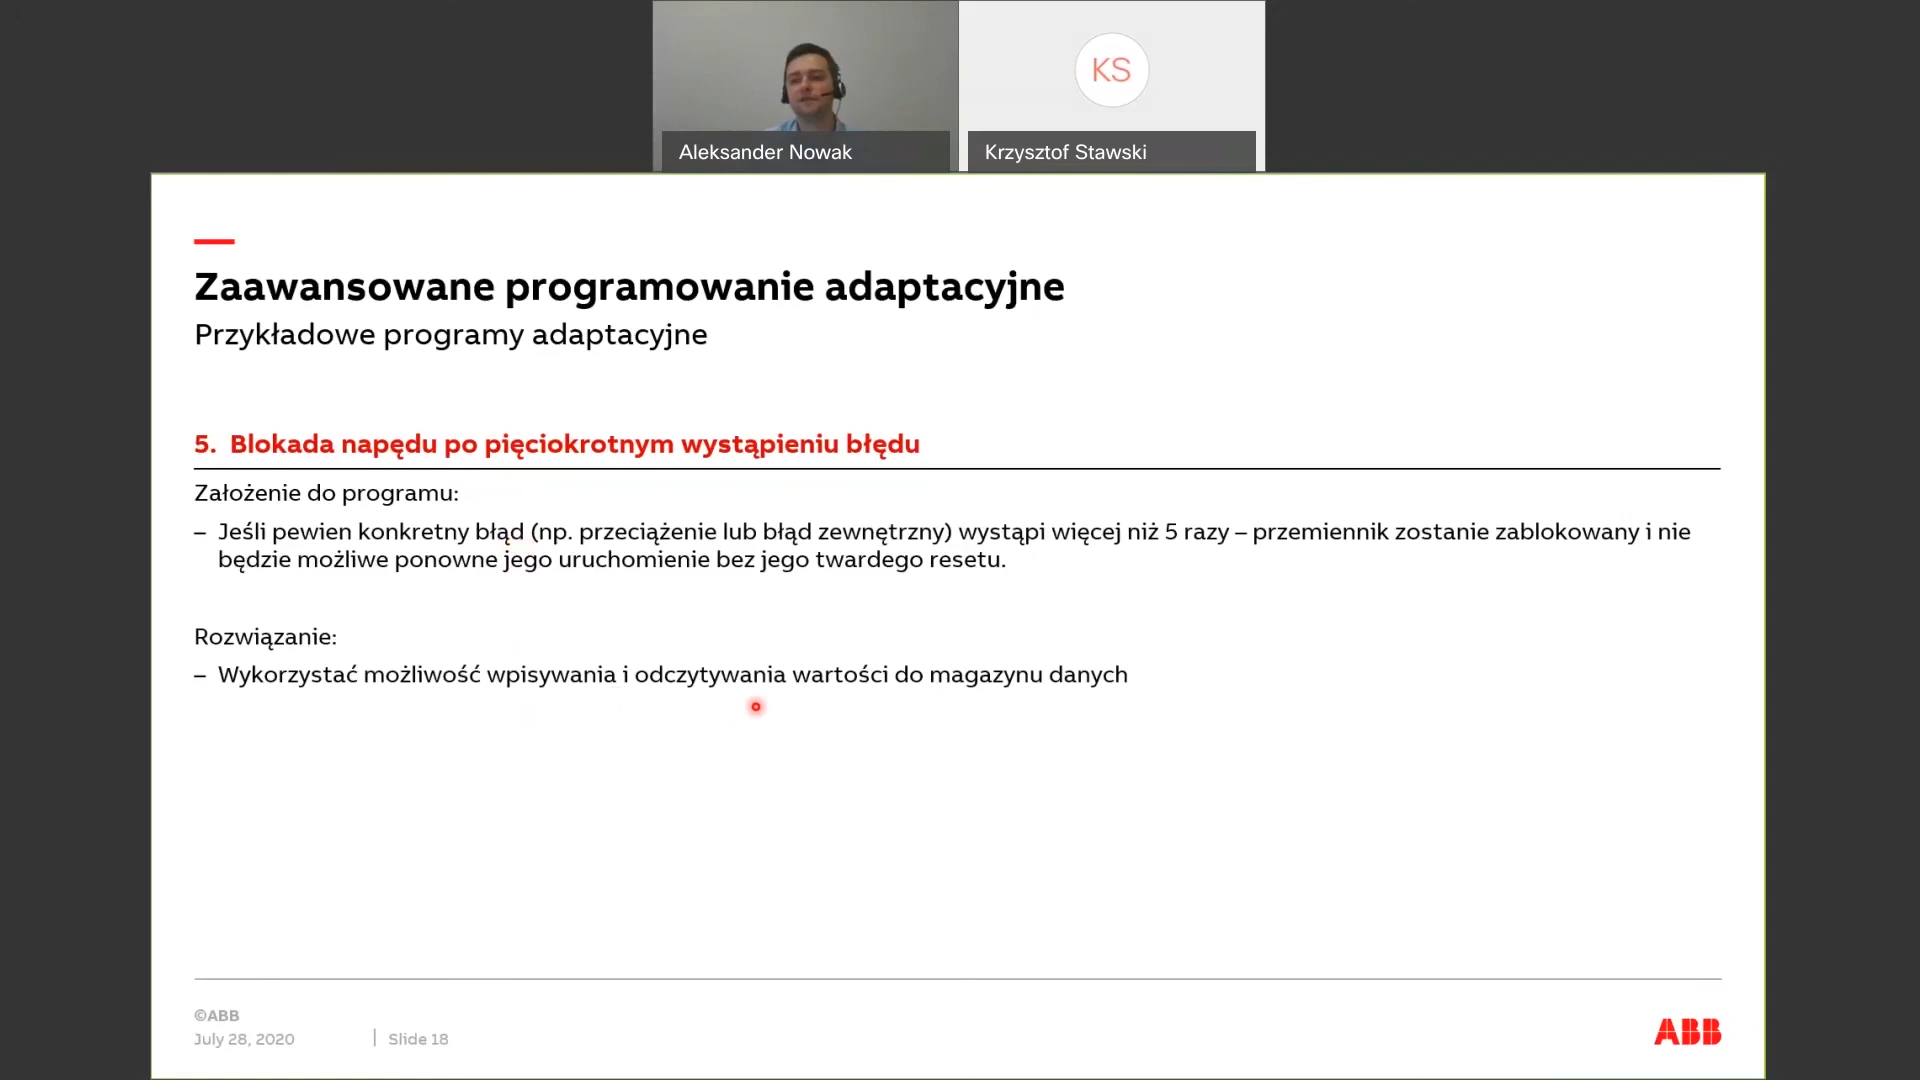 KS
Aleksander Nowak
Krzysztof Stawski
Zaawansowane programowanie adaptacyjne
Przykładowe programy adaptacyjne
5. Blokada napędu po pięciokrotnym wystąpieniu błędu
Założenie do programu:
– Jeśli pewien konkretny błąd (np. przeciążenie lub błąd zewnętrzny) wystąpi więcej niż 5 razy – przemiennik zostanie zablokowany i nie
będzie możliwe ponowne jego uruchomienie bez jego twardego resetu.
Rozwiązanie:
– Wykorzystać możliwość wpisywania i odczytywania wartości do magazynu danych
©ABB
July 28, 2020 | Slide 18
ABB